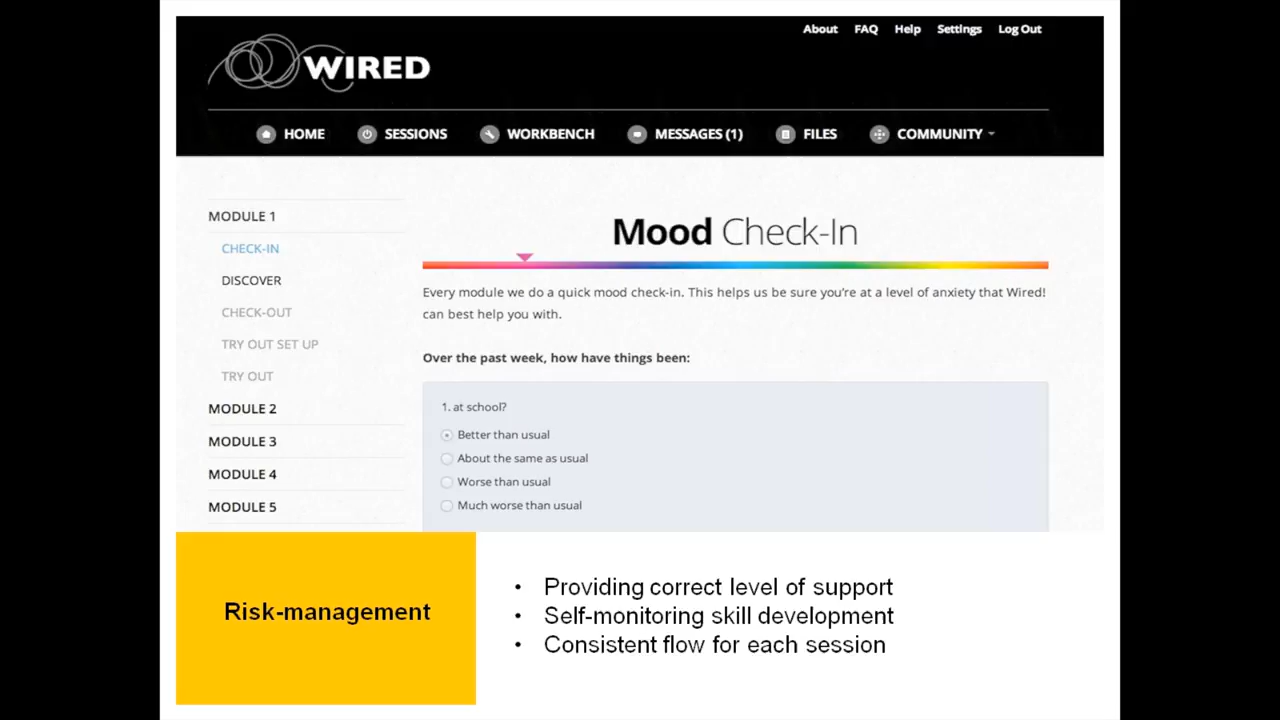 About FAQ Help Settings Log Out
WIRED
HOME SESSIONS WORKBENCH MESSAGES (1) FILES COMMUNITY
MODULE 1
CHECK-IN
DISCOVER
CHECK-OUT
TRY OUT SET UP
TRY OUT
MODULE 2
MODULE 3
MODULE 4
MODULE 5
Mood Check-In
Every module we do a quick mood check-in. This helps us be sure you're at a level of anxiety that Wired!
can best help you with.
Over the past week, how have things been:
1. at school?
Better than usual
About the same as usual
Worse than usual
Much worse than usual
Risk-management
• Providing correct level of support
• Self-monitoring skill development
• Consistent flow for each session